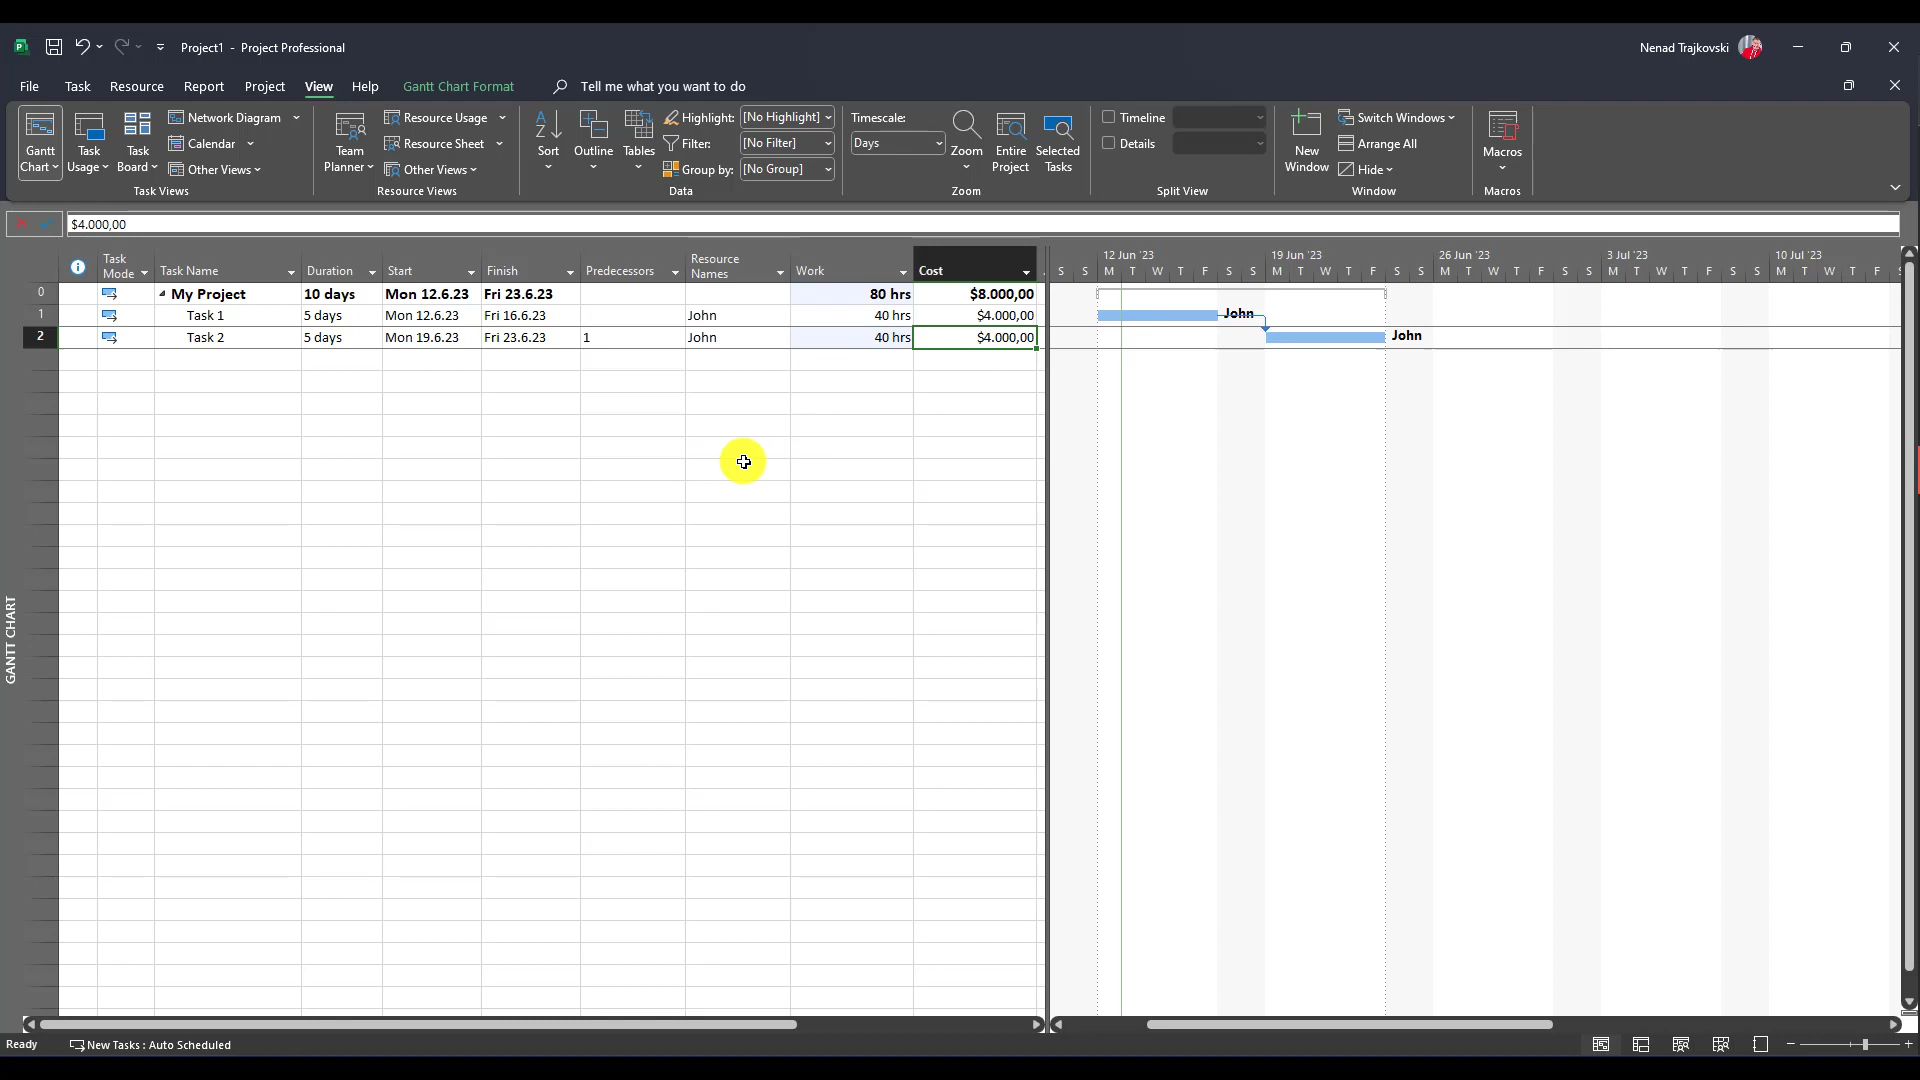 Project1 - Project Professional
Nenad Trajkovski
File Task Resource Report Project View Help Gantt Chart Format Tell me what you want to do
Gantt Chart
Task Usage
Task Board
Network Diagram
Calendar
Other Views
Task Views
Team Planner
Resource Usage
Resource Sheet
Other Views
Resource Views
Sort
Outline
Tables
Highlight: [No Highlight]
Filter: [No Filter]
Group by: [No Group]
Data
Timescale:
Days
Zoom
Entire Project
Selected Tasks
Zoom
Timeline
Details
Split View
New Window
Switch Windows
Arrange All
Hide
Window
Macros
Macros
$4.000,00
Task Mode Task Name Duration Start Finish Predecessors Resource Names Work Cost
0 My Project 10 days Mon 12.6.23 Fri 23.6.23 80 hrs $8.000,00
1 Task 1 5 days Mon 12.6.23 Fri 16.6.23 John 40 hrs $4.000,00
2 Task 2 5 days Mon 19.6.23 Fri 23.6.23 1 John 40 hrs $4.000,00
12 Jun '23 19 Jun '23 26 Jun '23 3 Jul '23 10 Jul '23
S S M T W T F S S M T W T F S S M T W T F S S M T W T F S S M T W T F S
John
John
GANTT CHART
Ready New Tasks : Auto Scheduled